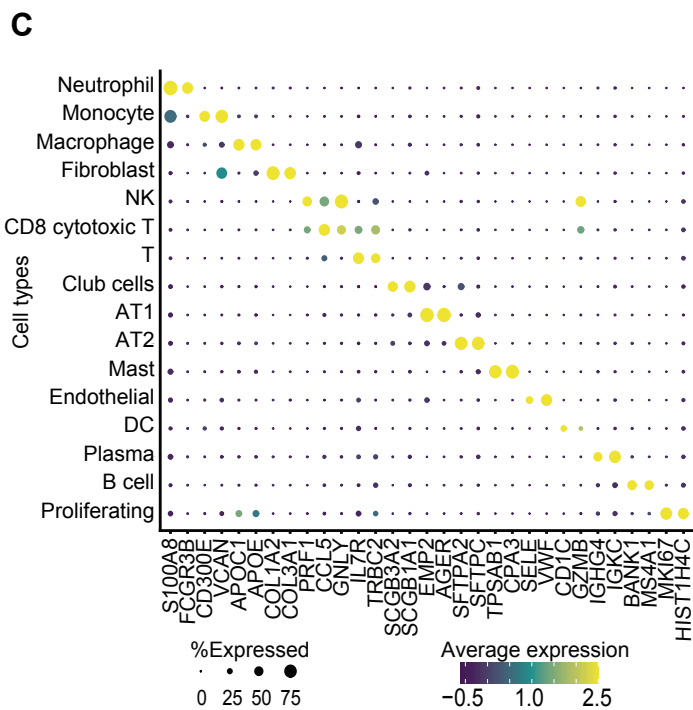 C
Cell types
Neutrophil
Monocyte
Macrophage
Fibroblast
NK
CD8 cytotoxic T
T
Club cells
AT1
AT2
Mast
Endothelial
DC
Plasma
B cell
Proliferating
S100A8
FCGR3B
CD300E
VCAN
APOC1
APOE
COL1A2
COL3A1
PRF1
CCL5
GNLY
IL7R
TRBC2
SCGB3A2
SCGB1A1
EMP2
AGER
SFTPA2
SFTPC
TPSAB1
CPA3
SELE
VWF
CD1C
GZMB
IGHG4
IGKC
BANK1
MS4A1
MKI67
HIST1H4C
%Expressed
0 25 50 75
Average expression
−0.5 1.0 2.5